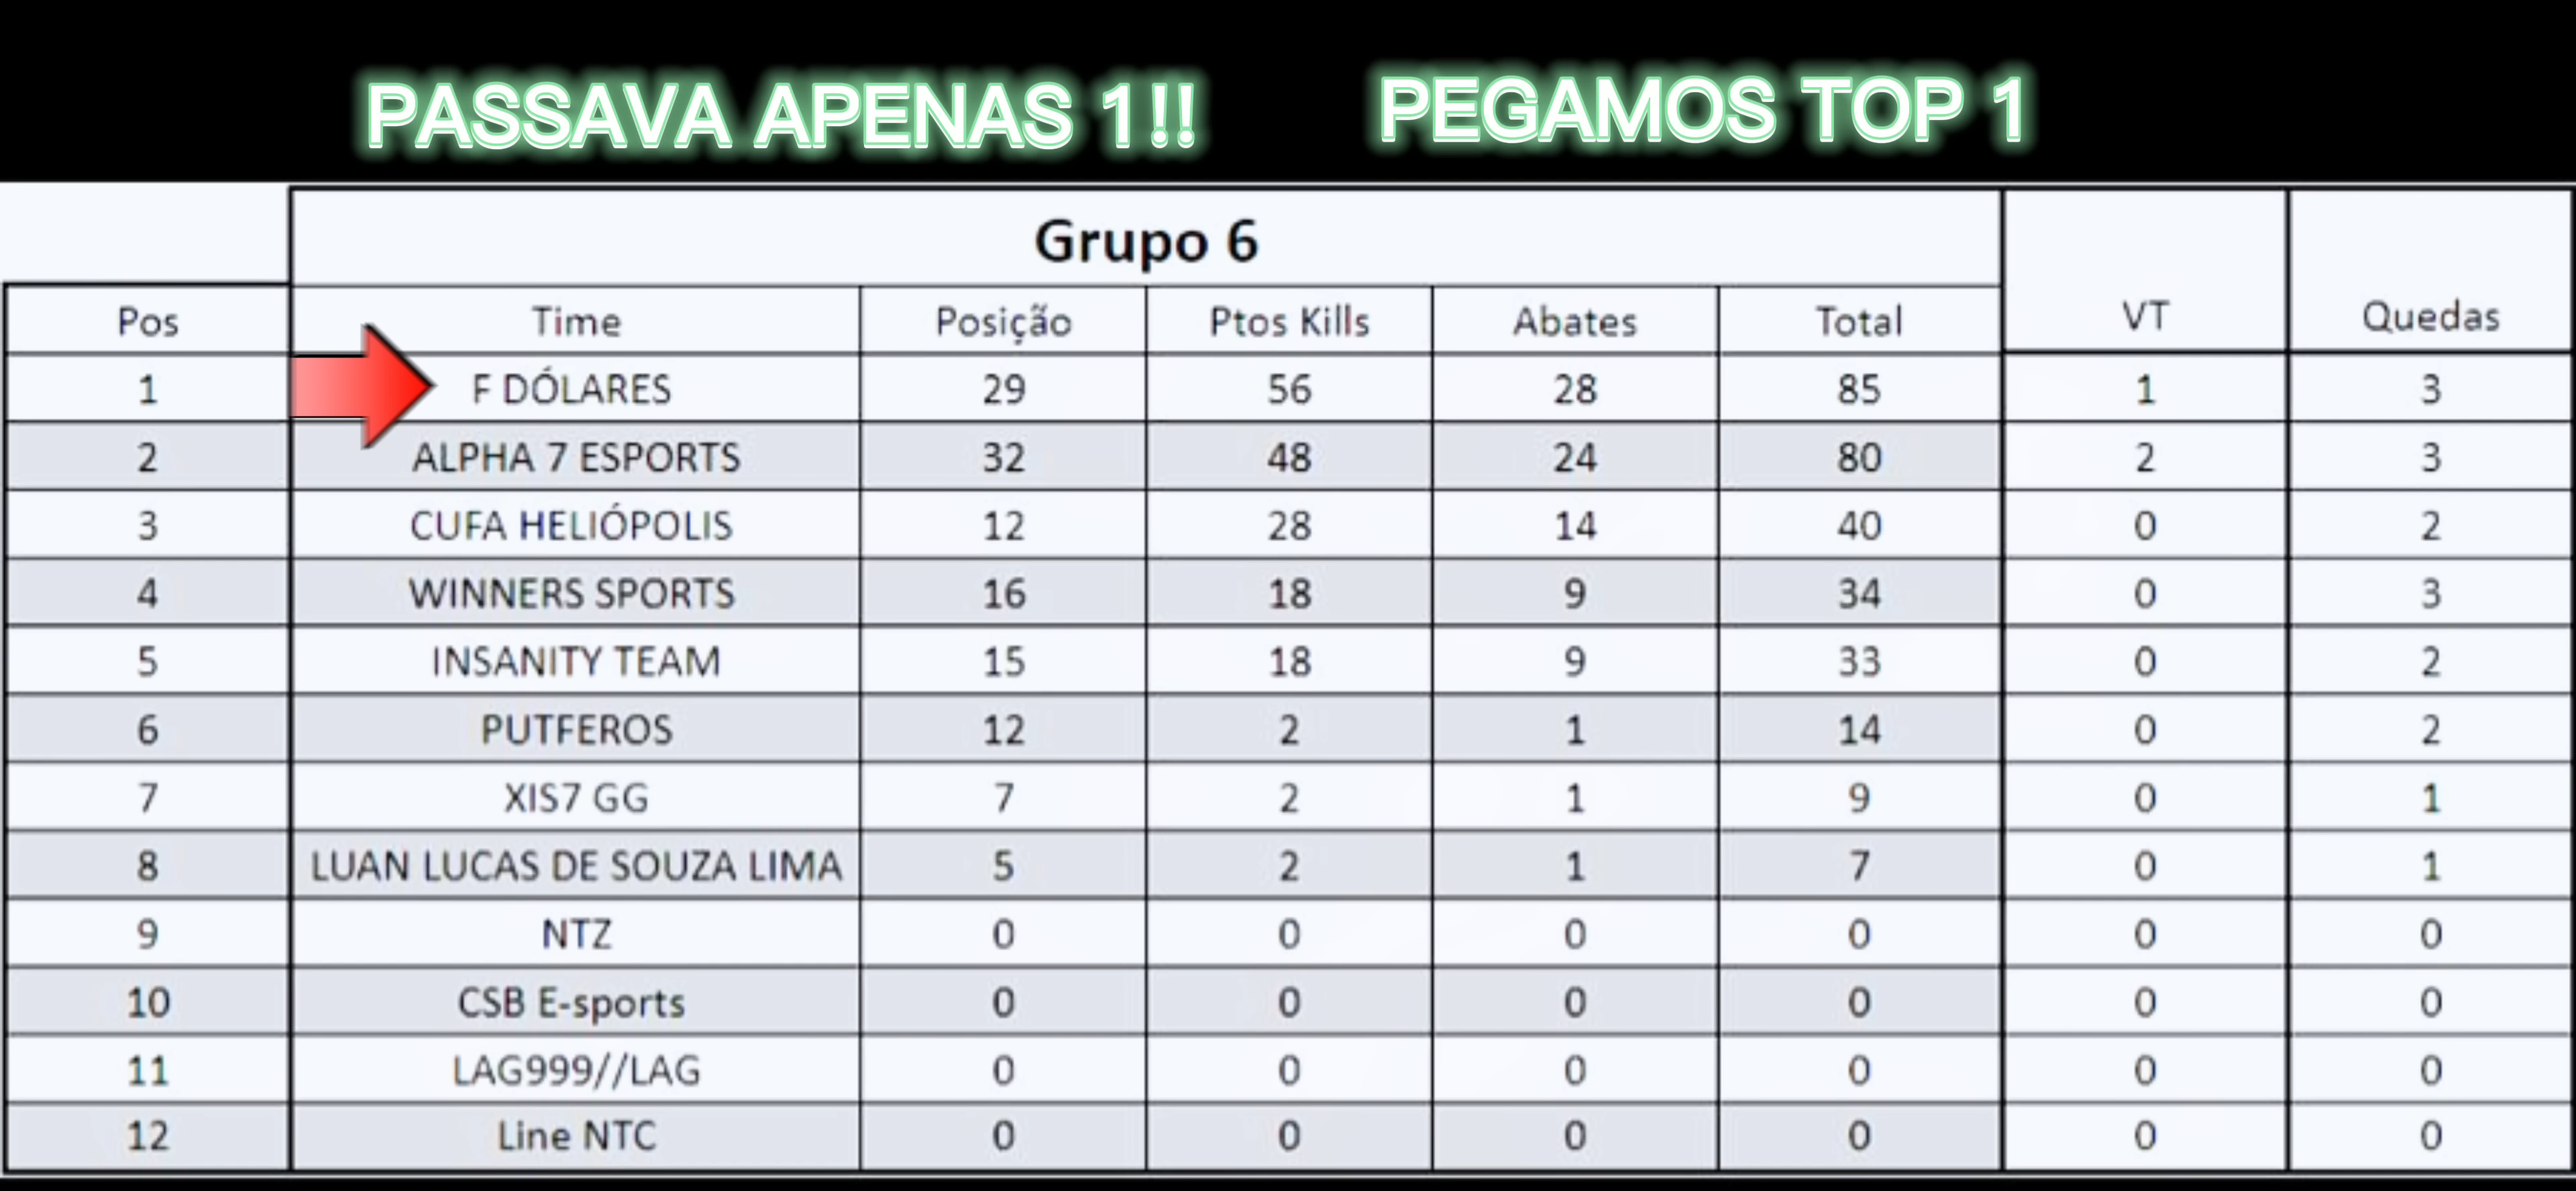 PASSAVA APENAS 1!! PEGAMOS TOP 1
Grupo 6
Pos Time Posição Ptos Kills Abates Total VT Quedas
1 F DÓLARES 29 56 28 85 1 3
2 ALPHA 7 ESPORTS 32 48 24 80 2 3
3 CUFA HELIÓPOLIS 12 28 14 40 0 2
4 WINNERS SPORTS 16 18 9 34 0 3
5 INSANITY TEAM 15 18 9 33 0 2
6 PUTFEROS 12 2 1 14 0 2
7 XIS7 GG 7 2 1 9 0 1
8 LUAN LUCAS DE SOUZA LIMA 5 2 1 7 0 1
9 NTZ 0 0 0 0 0 0
10 CSB E-sports 0 0 0 0 0 0
11 LAG999//LAG 0 0 0 0 0 0
12 Line NTC 0 0 0 0 0 0